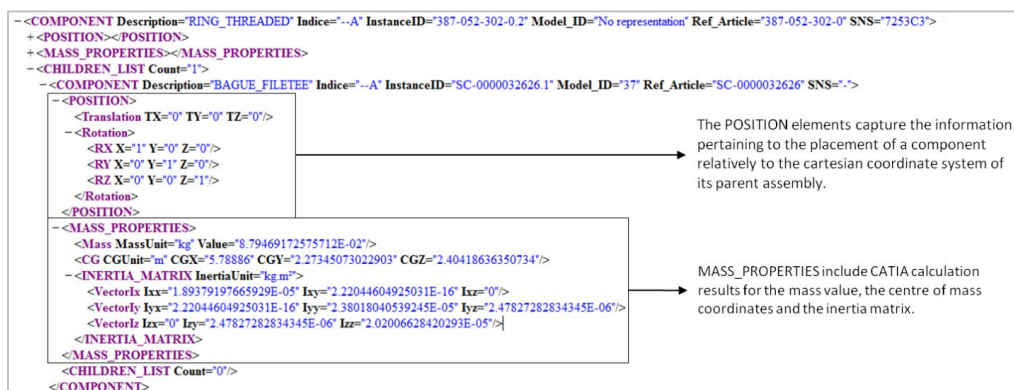 -<COMPONENT Description="RING_THREADED" Indice="--A" InstanceID="387-052-302-0.2" Model_ID="No representation" Ref_Article="387-052-302-0" SNS="7253C3">
+<POSITION></POSITION>
+<MASS_PROPERTIES></MASS_PROPERTIES>
-<CHILDREN_LIST Count="1">
-<COMPONENT Description="BAGUE_FILETEE" Indice="--A" InstanceID="SC-0000032626.1" Model_ID="37" Ref_Article="SC-0000032626" SNS="-">
-<POSITION>
<Translation TX="0" TY="0" TZ="0"/>
-<Rotation>
<RX X="1" Y="0" Z="0"/>
<RY X="0" Y="1" Z="0"/>
<RZ X="0" Y="0" Z="1"/>
</Rotation>
</POSITION>
The POSITION elements capture the information
pertaining to the placement of a component
relatively to the cartesian coordinate system of
its parent assembly.
-<MASS_PROPERTIES>
<Mass MassUnit="kg" Value="8.79469172575712E-02"/>
<CG CGUnit="m" CGX="5.78886" CGY="2.27345073022903" CGZ="2.40418636350734"/>
-<INERTIA_MATRIX InertiaUnit="kg.m²">
<VectorIx Ixx="1.89379197665929E-05" Ixy="2.22044604925031E-16" Ixz="0"/>
<VectorIy Iyx="2.22044604925031E-16" Iyy="2.38018040539245E-05" Iyz="2.47827282834345E-06"/>
<VectorIz Izx="0" Izy="2.47827282834345E-06" Izz="2.02006628420293E-05"/>
</INERTIA_MATRIX>
</MASS_PROPERTIES>
MASS_PROPERTIES include CATIA calculation
results for the mass value, the centre of mass
coordinates and the inertia matrix.
<CHILDREN_LIST Count="0"/>
</COMPONENT>